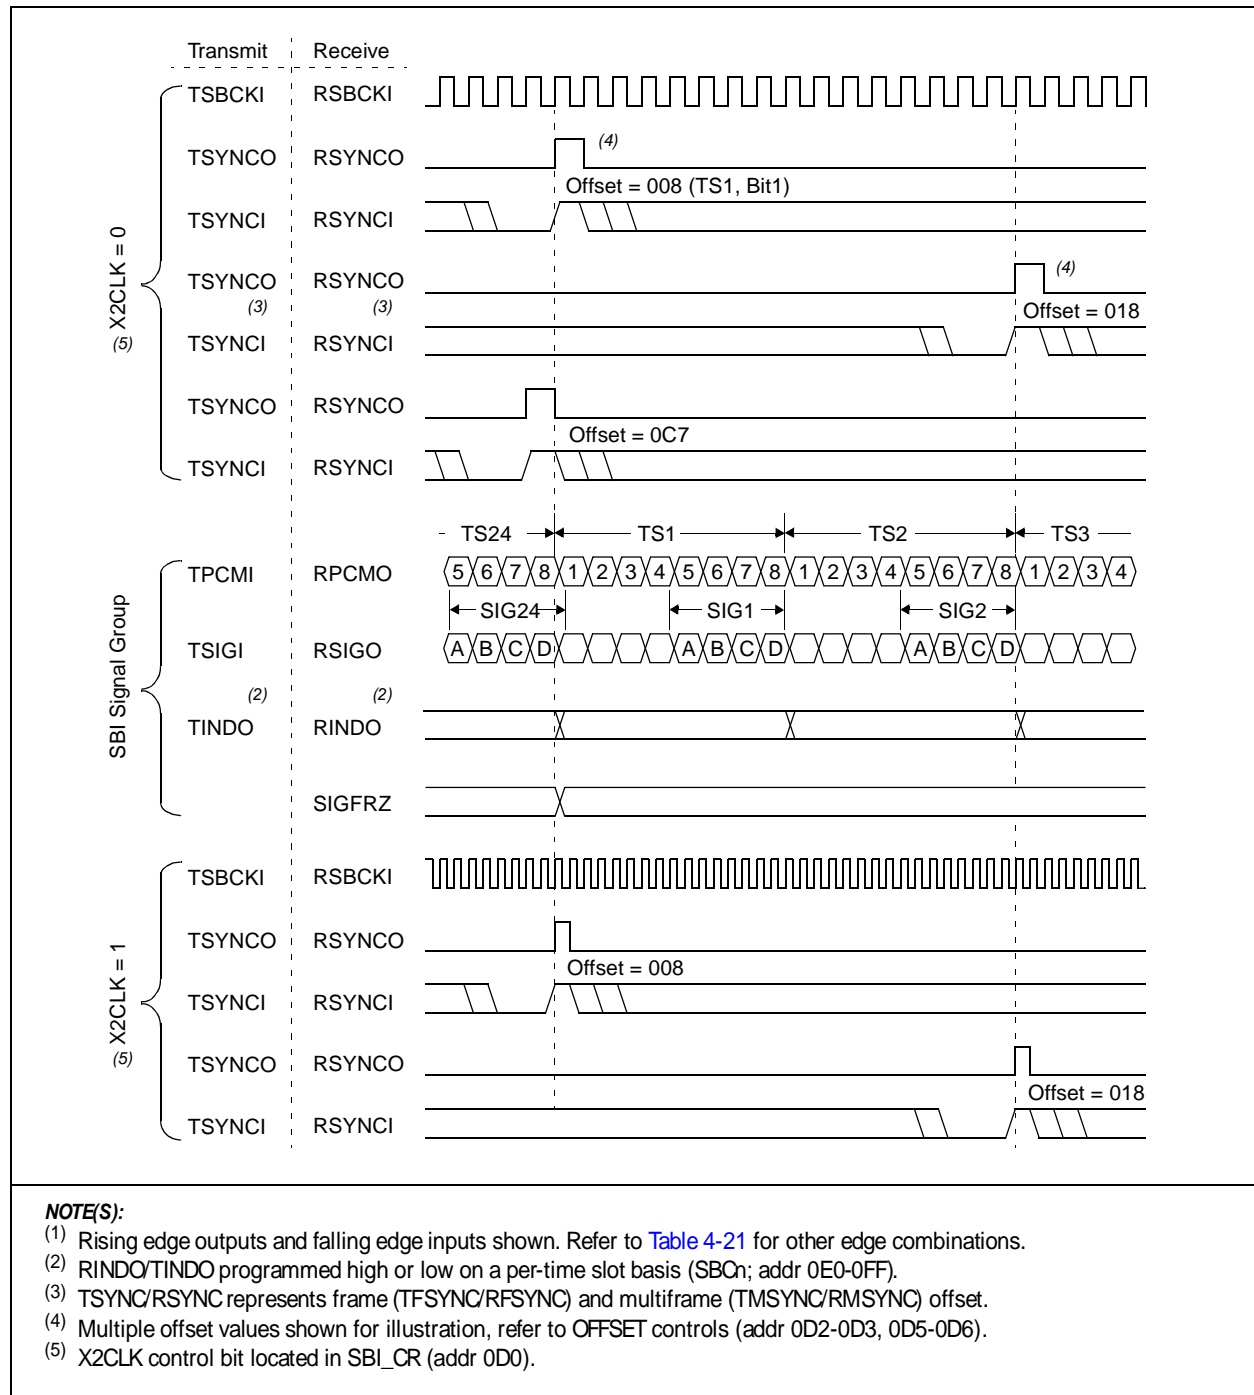 Transmit Receive
TSBCKI RSBCKI
TSYNCO RSYNCO (4)
Offset = 008 (TS1, Bit1)
TSYNCI RSYNCI
X2CLK = 0
(5)
TSYNCO RSYNCO (4)
(3) (3)
Offset = 018
TSYNCI RSYNCI
TSYNCO RSYNCO
Offset = 0C7
TSYNCI RSYNCI
TS24 TS1 TS2 TS3
TPCMI RPCMO 5 6 7 8 1 2 3 4 5 6 7 8 1 2 3 4 5 6 7 8 1 2 3 4
SIG24 SIG1 SIG2
SBI Signal Group
TSIGI RSIGO A B C D A B C D A B C D
(2) (2)
TINDO RINDO
SIGFRZ
TSBCKI RSBCKI
TSYNCO RSYNCO
Offset = 008
X2CLK = 1
(5)
TSYNCI RSYNCI
TSYNCO RSYNCO
Offset = 018
TSYNCI RSYNCI
NOTE(S):
(1) Rising edge outputs and falling edge inputs shown. Refer to Table 4-21 for other edge combinations.
(2) RINDO/TINDO programmed high or low on a per-time slot basis (SBCn; addr 0E0-0FF).
(3) TSYNC/RSYNC represents frame (TFSYNC/RFSYNC) and multiframe (TMSYNC/RMSYNC) offset.
(4) Multiple offset values shown for illustration, refer to OFFSET controls (addr 0D2-0D3, 0D5-0D6).
(5) X2CLK control bit located in SBI_CR (addr 0D0).